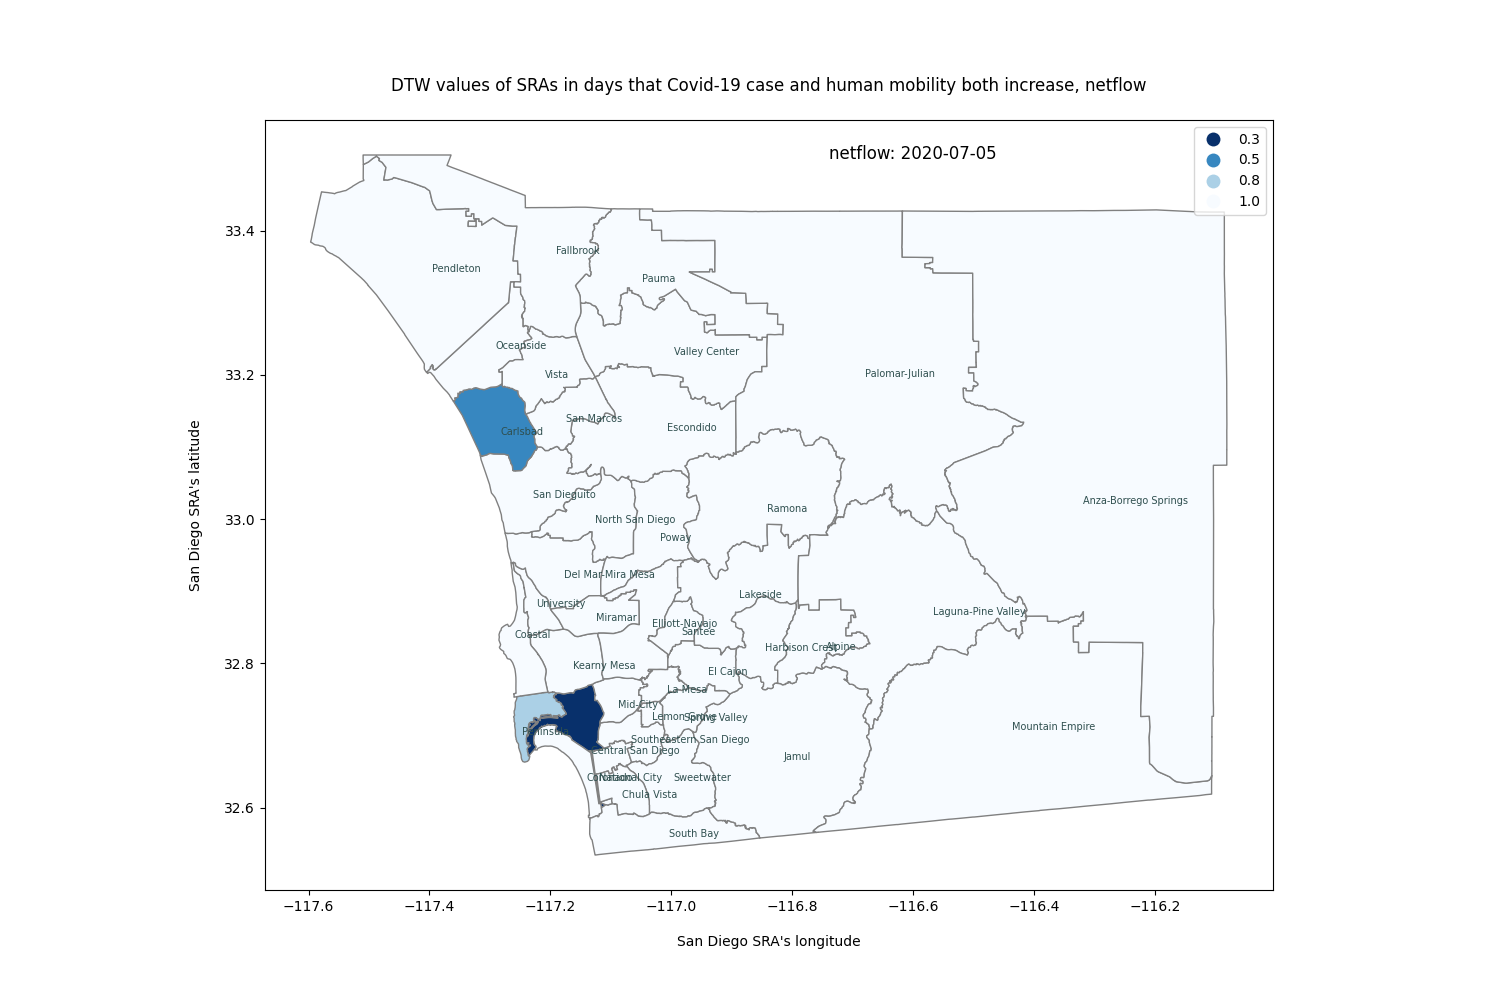 DTW values of SRAs in days that Covid-19 case and human mobility both increase, netflow
netflow: 2020-07-05
0.3
0.5
0.8
1.0
San Diego SRA's latitude
33.4
33.2
33.0
32.8
32.6
Fallbrook
Pendleton
Pauma
Oceanside
Valley Center
Vista
Palomar-Julian
San Marcos
Escondido
Carlsbad
San Dieguito
Anza-Borrego Springs
Ramona
North San Diego
Poway
Del Mar-Mira Mesa
Lakeside
University
Miramar
Laguna-Pine Valley
Elliott-Navajo
Santee
Coastal
Harbison Crest
Alpine
Kearny Mesa
El Cajon
La Mesa
Mid-City
Lemon Grove
Spring Valley
Mountain Empire
Peninsula
Southeastern San Diego
Central San Diego
Jamul
Coronado
National City
Sweetwater
Chula Vista
South Bay
−117.6
−117.4
−117.2
−117.0
−116.8
−116.6
−116.4
−116.2
San Diego SRA's longitude